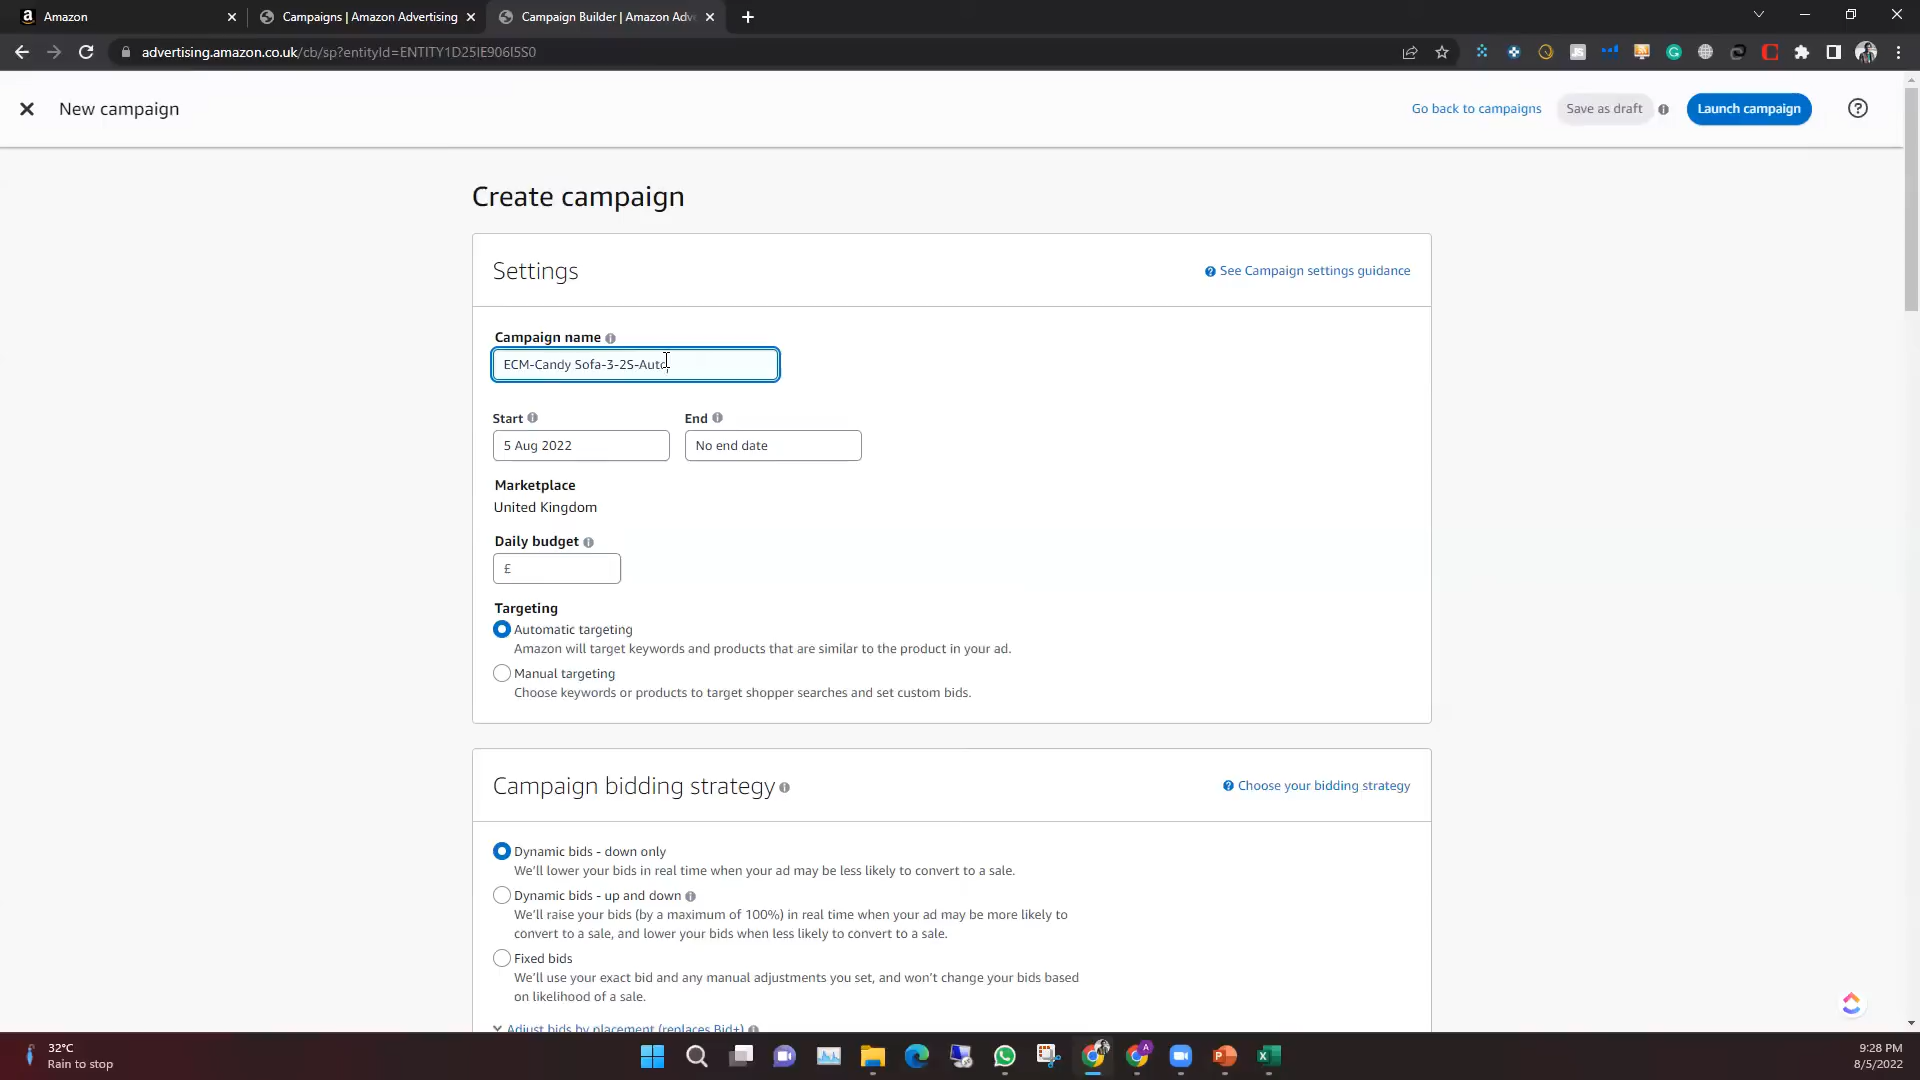 Amazon
Campaigns | Amazon Advertising
Campaign Builder | Amazon Adv
advertising.amazon.co.uk/cb/sp?entityId=ENTITY1D25IE906I5S0
New campaign
Go back to campaigns
Save as draft
Launch campaign
Create campaign
Settings
See Campaign settings guidance
Campaign name
ECM-Candy Sofa-3-2S-Auto
Start
End
5 Aug 2022
No end date
Marketplace
United Kingdom
Daily budget
£
Targeting
Automatic targeting
Amazon will target keywords and products that are similar to the product in your ad.
Manual targeting
Choose keywords or products to target shopper searches and set custom bids.
Campaign bidding strategy
Choose your bidding strategy
Dynamic bids - down only
We'll lower your bids in real time when your ad may be less likely to convert to a sale.
Dynamic bids - up and down
We'll raise your bids (by a maximum of 100%) in real time when your ad may be more likely to
convert to a sale, and lower your bids when less likely to convert to a sale.
Fixed bids
We'll use your exact bid and any manual adjustments you set, and won't change your bids based
on likelihood of a sale.
Adjust bids by placement (replaces Bid+)
32°C
Rain to stop
9:28 PM
8/5/2022